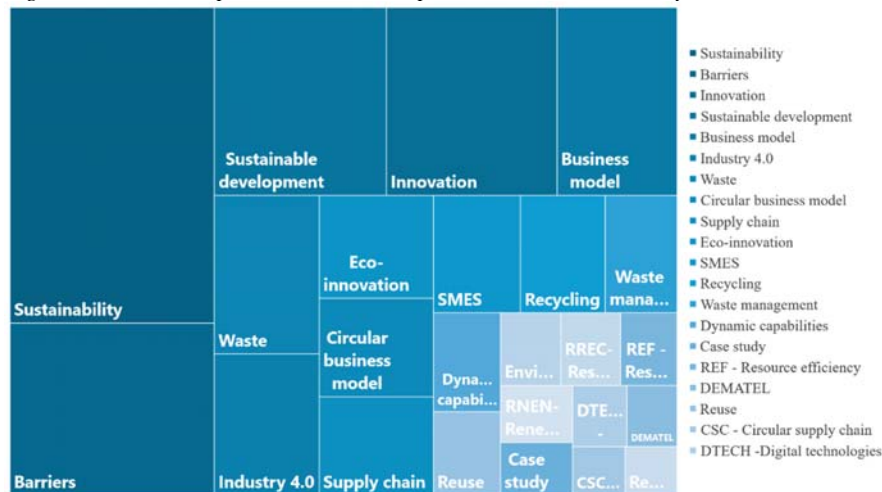 Sustainable
development
Innovation
Business
model
Sustainability
Eco-
innovation
SMES
Recycling
Waste
mana...
Waste
Circular
business
model
Dyna...
capabi...
Envi...
RREC-
Res...
REF -
Res...
RNEN-
Rene...
DTE...
-
DEMATEL
Barriers
Industry 4.0
Supply chain
Reuse
Case
study
CSC...
Re...
Sustainability
Barriers
Innovation
Sustainable development
Business model
Industry 4.0
Waste
Circular business model
Supply chain
Eco-innovation
SMES
Recycling
Waste management
Dynamic capabilities
Case study
REF - Resource efficiency
DEMATEL
Reuse
CSC - Circular supply chain
DTECH -Digital technologies